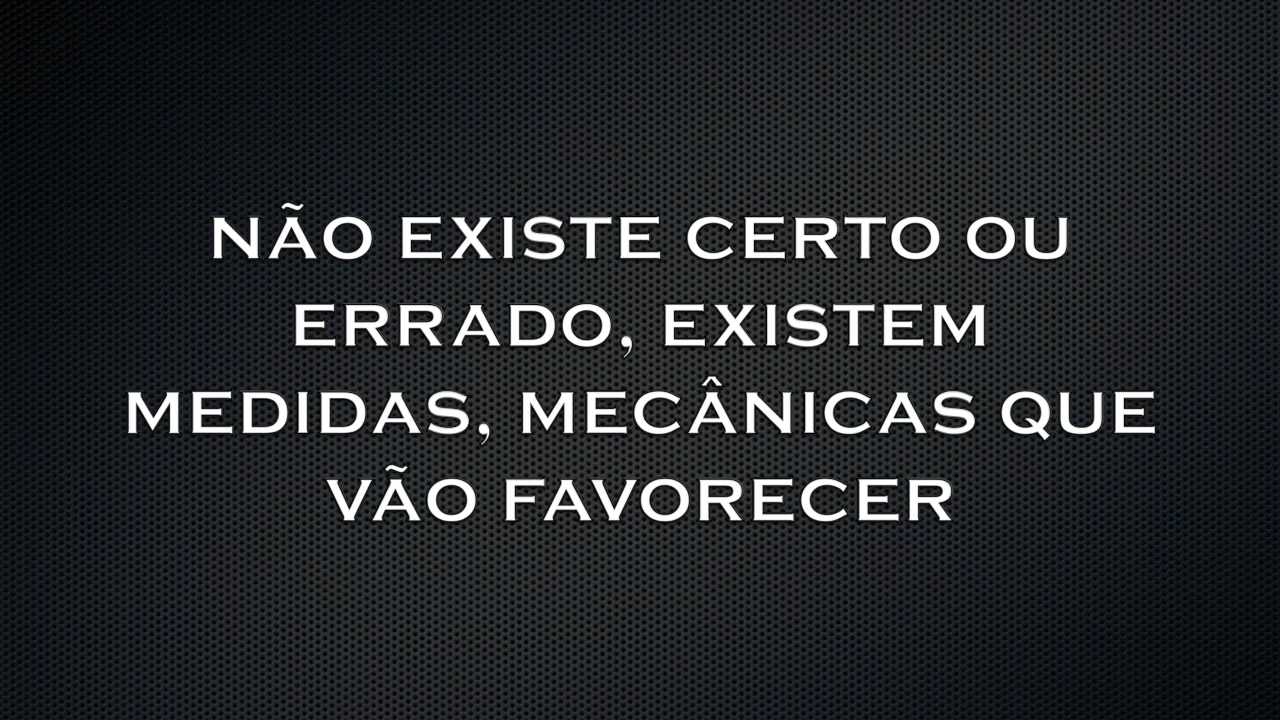 NÃO EXISTE CERTO OU
ERRADO, EXISTEM
MEDIDAS, MECÂNICAS QUE
VÃO FAVORECER